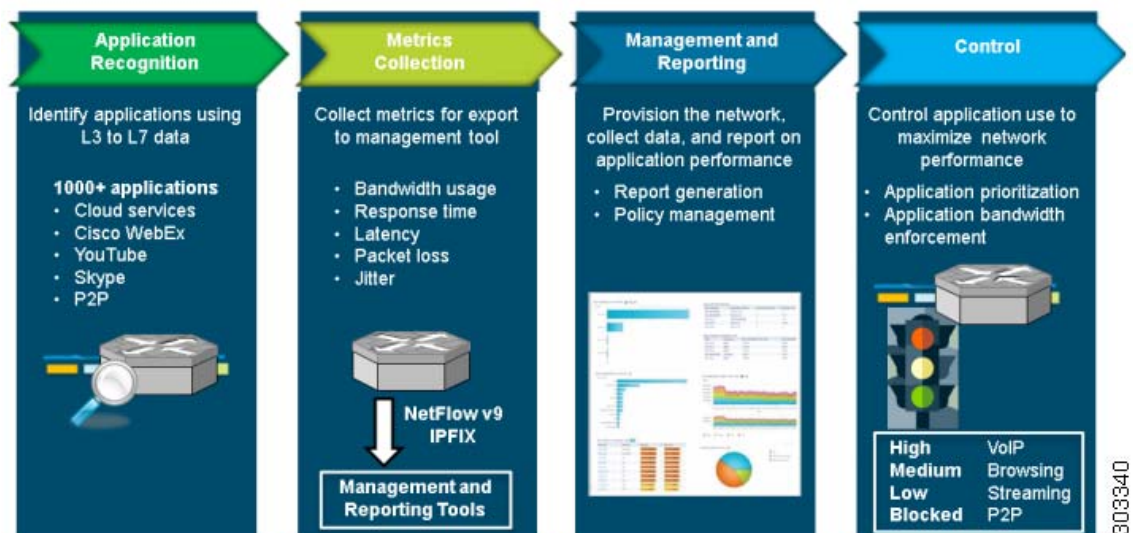 Application
Recognition
Identify applications using
L3 to L7 data
1000+ applications
• Cloud services
• Cisco WebEx
• YouTube
• Skype
• P2P
Metrics
Collection
Collect metrics for export
to management tool
• Bandwidth usage
• Response time
• Latency
• Packet loss
• Jitter
NetFlow v9
IPFIX
Management and
Reporting Tools
Management and
Reporting
Provision the network,
collect data, and report on
application performance
• Report generation
• Policy management
Control
Control application use to
maximize network
performance
• Application prioritization
• Application bandwidth
enforcement
High VoIP
Medium Browsing
Low Streaming
Blocked P2P
303340